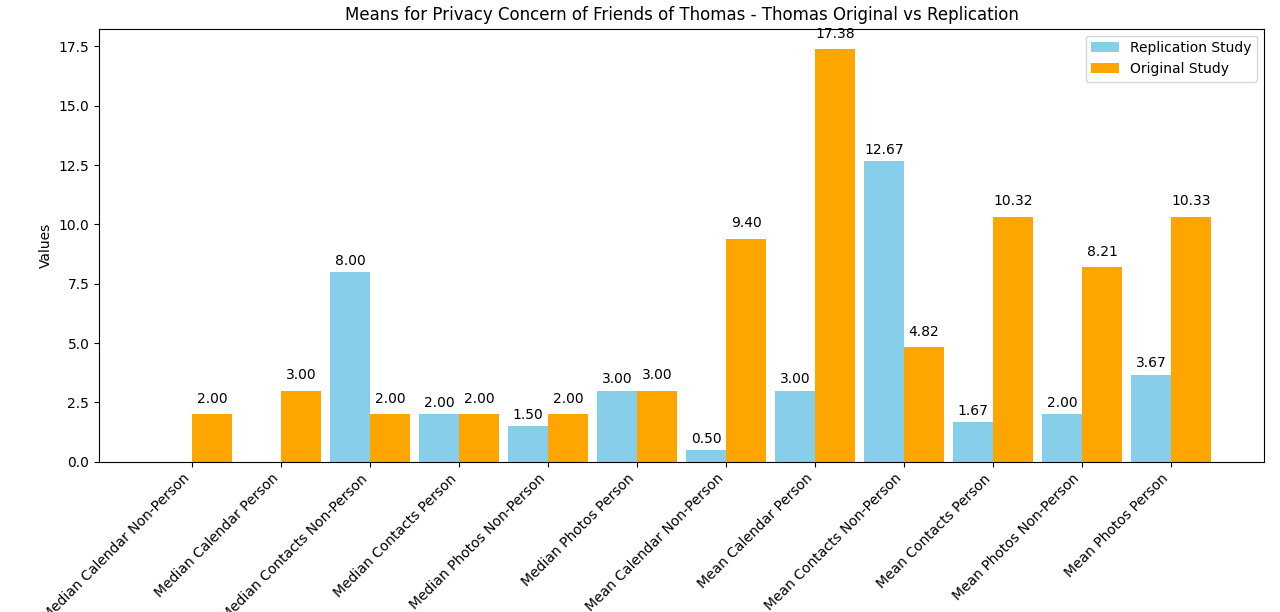 Means for Privacy Concern of Friends of Thomas - Thomas Original vs Replication
Replication Study
Original Study
Values
17.5
15.0
12.5
10.0
7.5
5.0
2.5
0.0
2.00
3.00
8.00
2.00
2.00
2.00
1.50
2.00
3.00
3.00
0.50
9.40
3.00
17.38
12.67
4.82
1.67
10.32
2.00
8.21
3.67
10.33
Median Calendar Non-Person
Median Calendar Person
Median Contacts Non-Person
Median Contacts Person
Median Photos Non-Person
Median Photos Person
Mean Calendar Non-Person
Mean Calendar Person
Mean Contacts Non-Person
Mean Contacts Person
Mean Photos Non-Person
Mean Photos Person